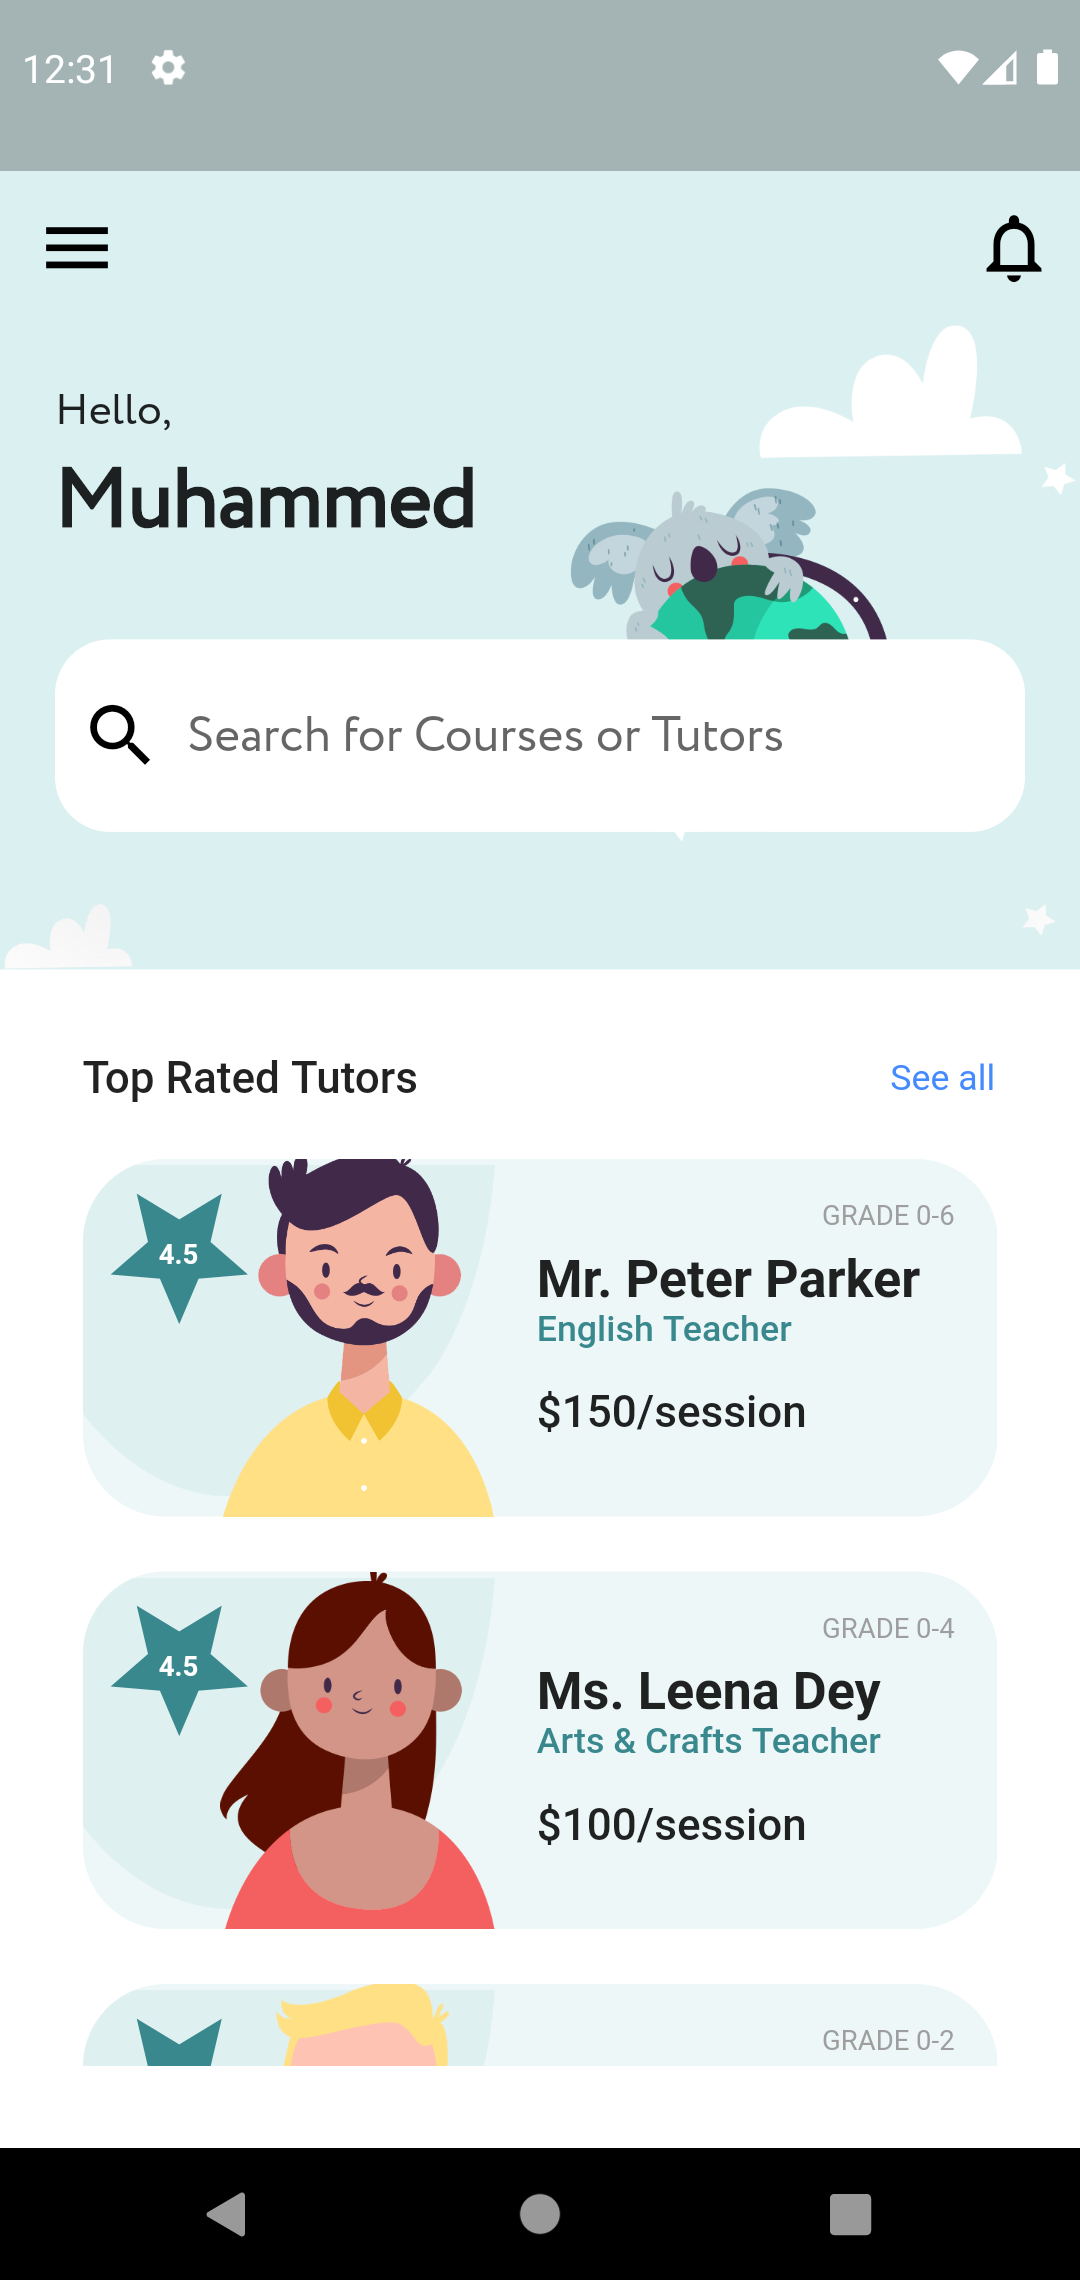 12:31
Hello,
Muhammed
Search for Courses or Tutors
Top Rated Tutors
See all
4.5
GRADE 0-6
Mr. Peter Parker
English Teacher
$150/session
4.5
GRADE 0-4
Ms. Leena Dey
Arts & Crafts Teacher
$100/session
GRADE 0-2